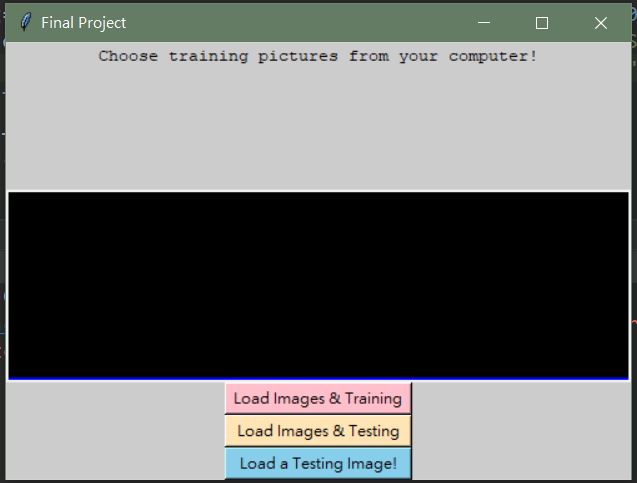 Final Project
Choose training pictures from your computer!
Load Images & Training
Load Images & Testing
Load a Testing Image!